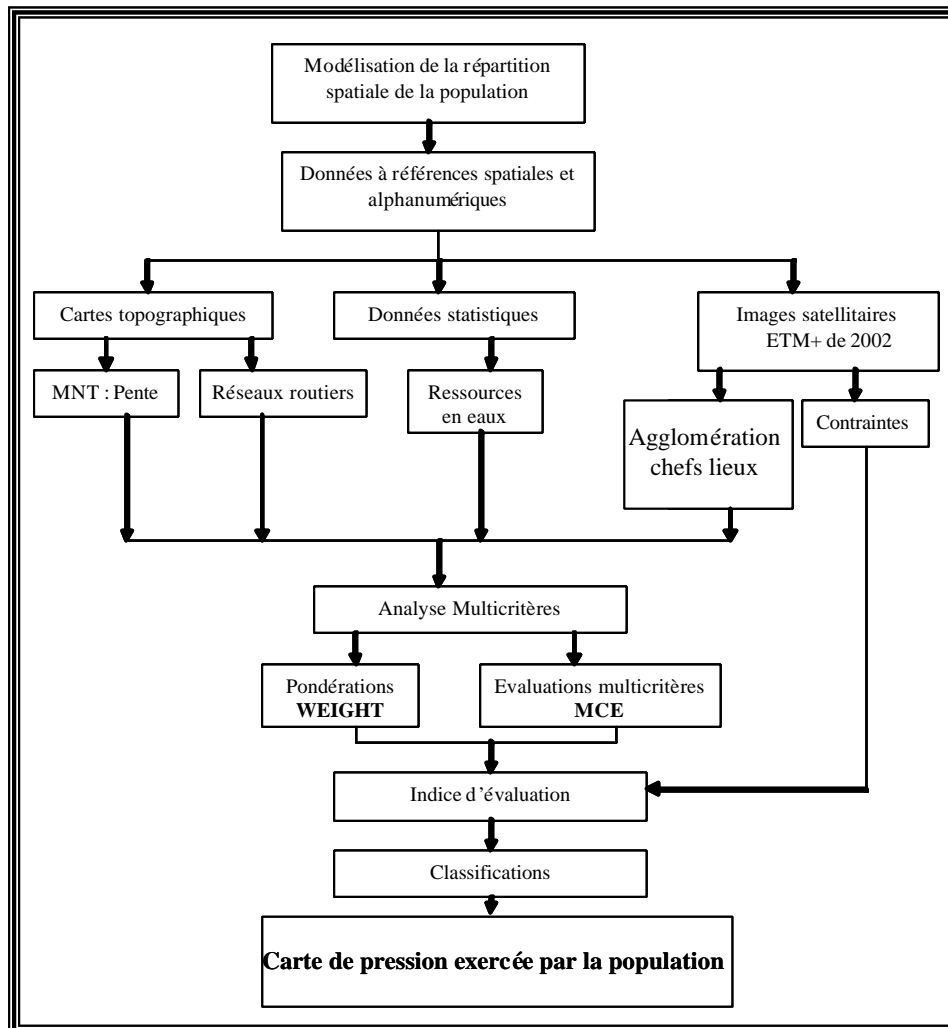 Modélisation de la répartition
spatiale de la population
Données à références spatiales et
alphanumériques
Cartes topographiques
Données statistiques
Images satellitaires
ETM+ de 2002
MNT : Pente
Réseaux routiers
Ressources
en eaux
Agglomération
chefs lieux
Contraintes
Analyse Multicritères
Pondérations
WEIGHT
Evaluations multicritères
MCE
Indice d'évaluation
Classifications
Carte de pression exercée par la population